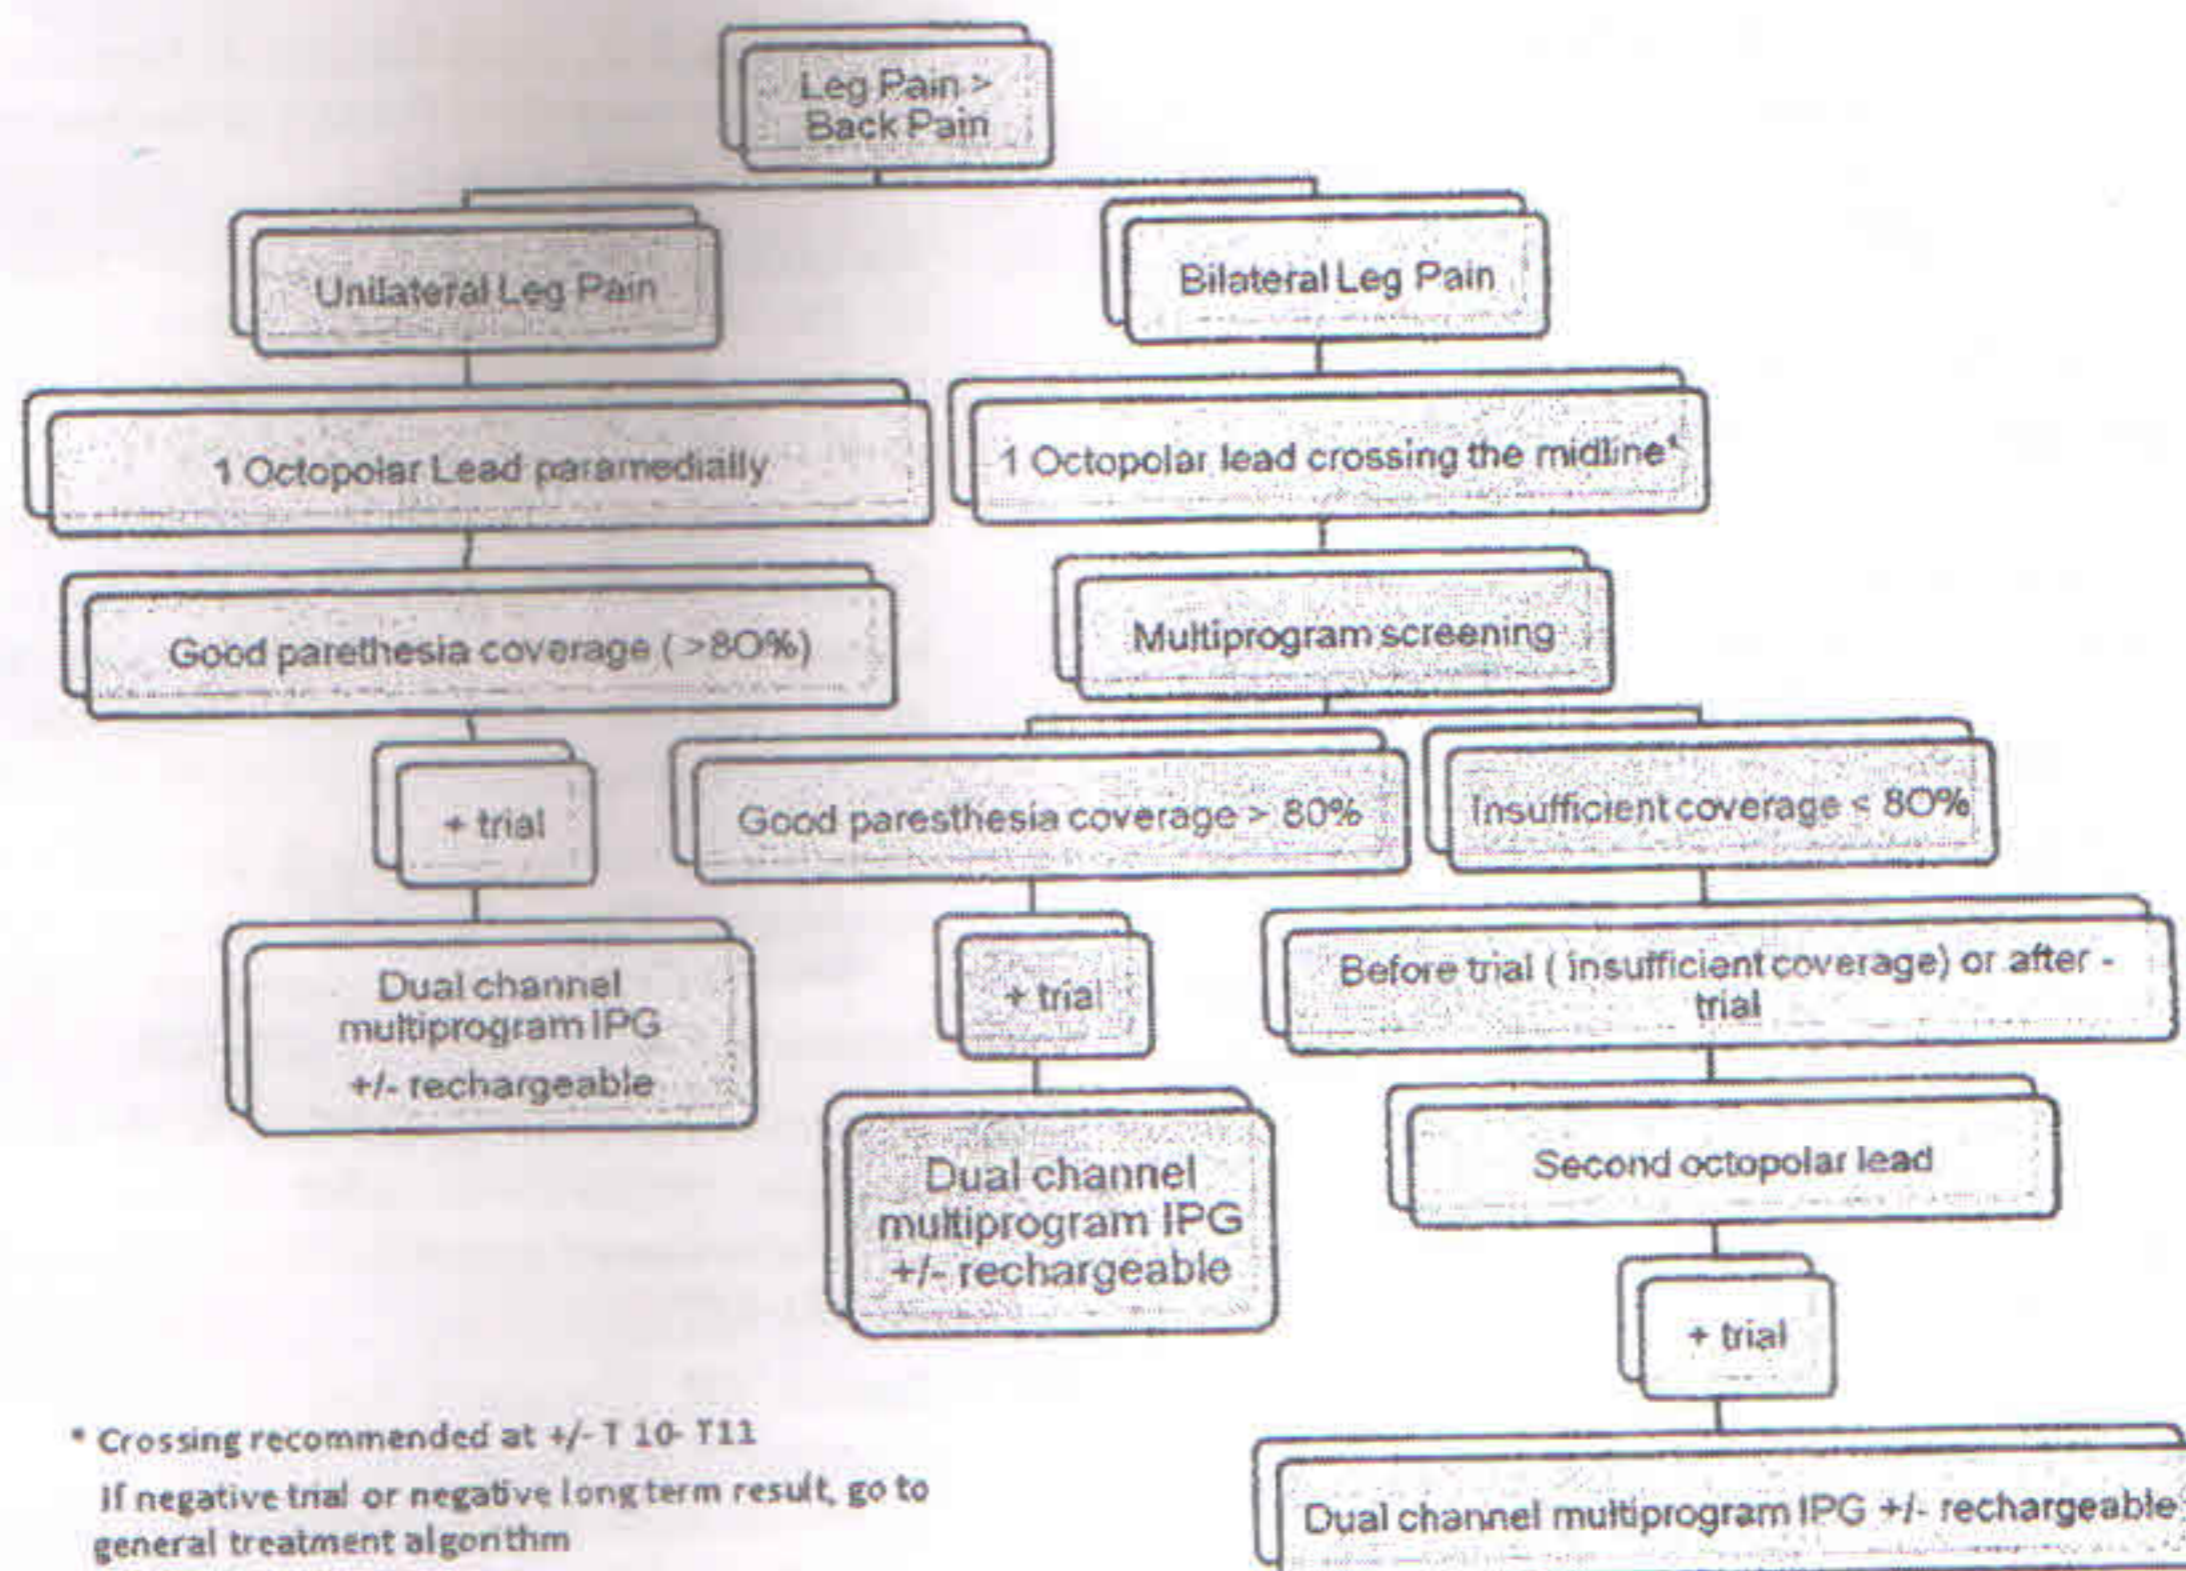 Leg Pain >
Back Pain
Unilateral Leg Pain
Bilateral Leg Pain
1 Octopolar Lead paramedially
1 Octopolar lead crossing the midline*
Good parethesia coverage ( >80%)
Multiprogram screening
+ trial
Good paresthesia coverage > 80%
Insufficient coverage < 80%
Dual channel
multiprogram IPG
+/- rechargeable
+ trial
Before trial ( insufficient coverage) or after -
trial
Dual channel
multiprogram IPG
+/- rechargeable
Second octopolar lead
+ trial
Dual channel multiprogram IPG +/- rechargeable
* Crossing recommended at +/- T 10- T11
If negative trial or negative long term result, go to
general treatment algorithm